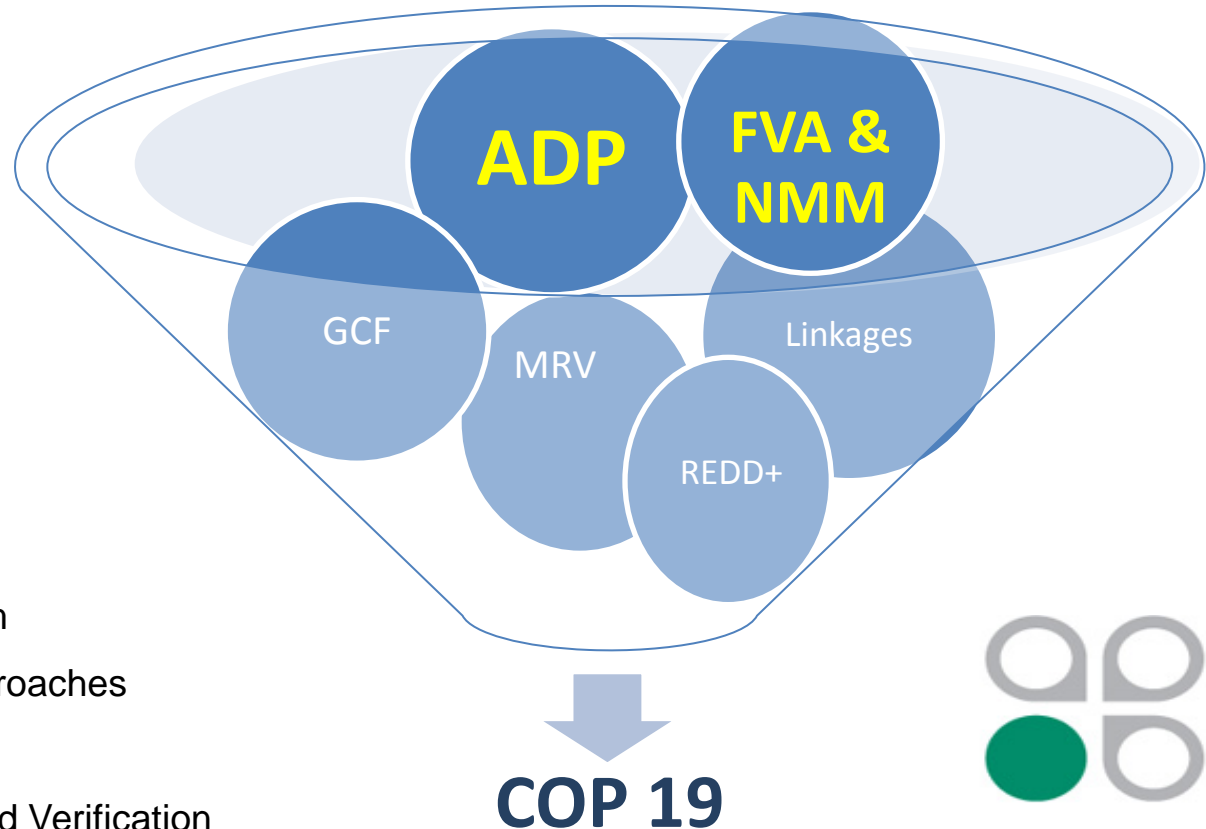 ADP
FVA &
NMM
GCF
MRV
Linkages
REDD+
roaches
d Verification
COP 19